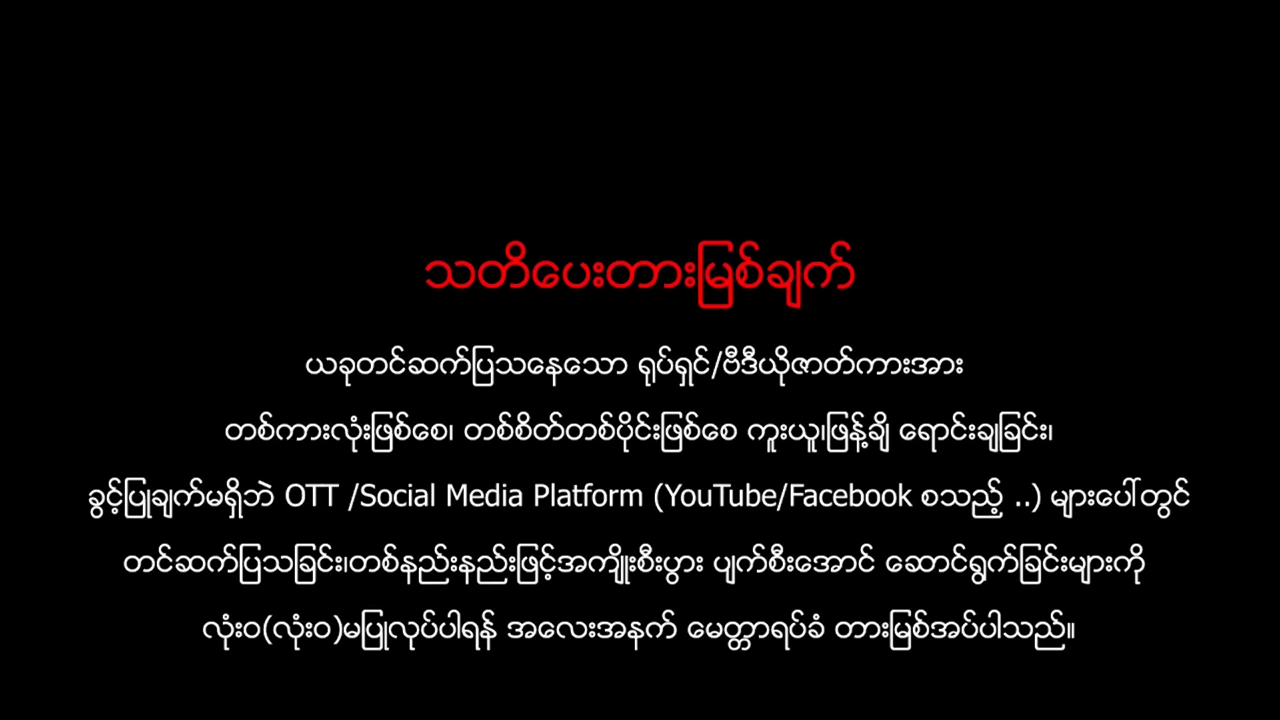 သတိပေးတားမြစ်ချက်
ယခုတင်ဆက်ပြသနေသော ရုပ်ရှင်/ဗီဒီယိုဇာတ်ကားအား
တစ်ကားလုံးဖြစ်စေ၊ တစ်စိတ်တစ်ပိုင်းဖြစ်စေ ကူးယူ၊ဖြန့်ချိ ရောင်းချခြင်း၊
ခွင့်ပြုချက်မရှိဘဲ OTT /Social Media Platform (YouTube/Facebook စသည့် ..) များပေါ်တွင်
တင်ဆက်ပြသခြင်း၊တစ်နည်းနည်းဖြင့်အကျိုးစီးပွား ပျက်စီးအောင် ဆောင်ရွက်ခြင်းများကို
လုံးဝ(လုံးဝ)မပြုလုပ်ပါရန် အလေးအနက် မေတ္တာရပ်ခံ တားမြစ်အပ်ပါသည်။